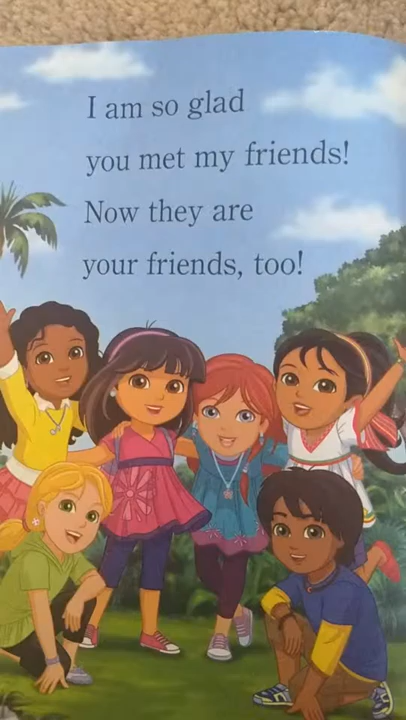 I am so glad
you met my friends!
Now they are
your friends, too!